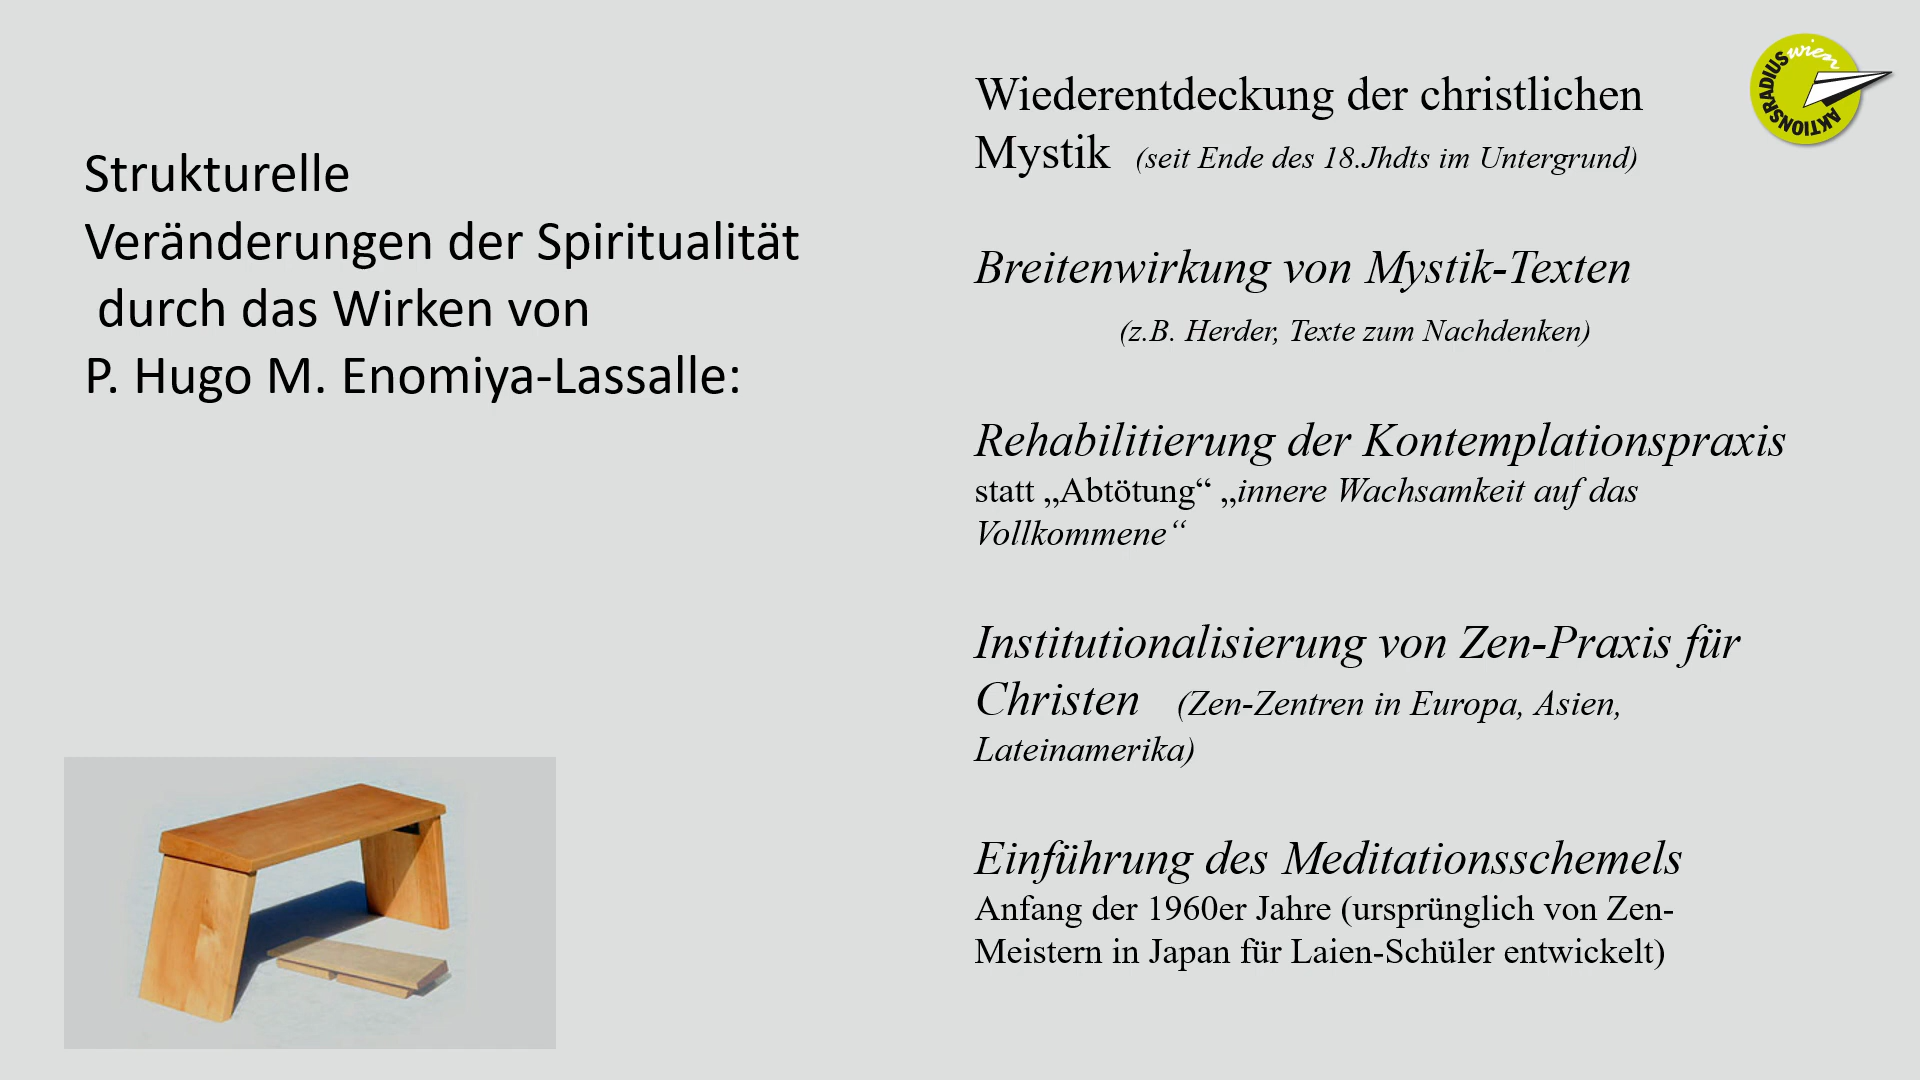 Strukturelle
Veränderungen der Spiritualität
durch das Wirken von
P. Hugo M. Enomiya-Lassalle:
Wiederentdeckung der christlichen
Mystik (seit Ende des 18.Jhdts im Untergrund)
Breitenwirkung von Mystik-Texten
(z.B. Herder, Texte zum Nachdenken)
Rehabilitierung der Kontemplationspraxis
statt „Abtötung“ „innere Wachsamkeit auf das
Vollkommene“
Institutionalisierung von Zen-Praxis für
Christen (Zen-Zentren in Europa, Asien,
Lateinamerika)
Einführung des Meditationsschemels
Anfang der 1960er Jahre (ursprünglich von Zen-
Meistern in Japan für Laien-Schüler entwickelt)
AKTIONSRADIUS wien